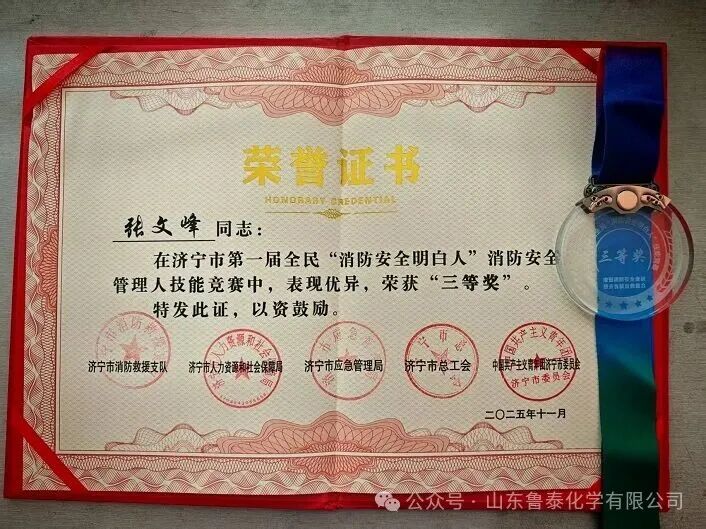 荣誉证书
HONORARY CREDENTIAL
张文峰 同志：
在济宁市第一届全民“消防安全明白人”消防安全
管理人技能竞赛中，表现优异，荣获“三等奖”。
特发此证，以资鼓励。
济宁市消防救援支队 济宁市人力资源和社会保障局 济宁市应急管理局 济宁市总工会 中国共产主义青年团济宁市委员会
济宁市委员会
二〇二五年十一月
三等奖
公众号·山东鲁泰化学有限公司